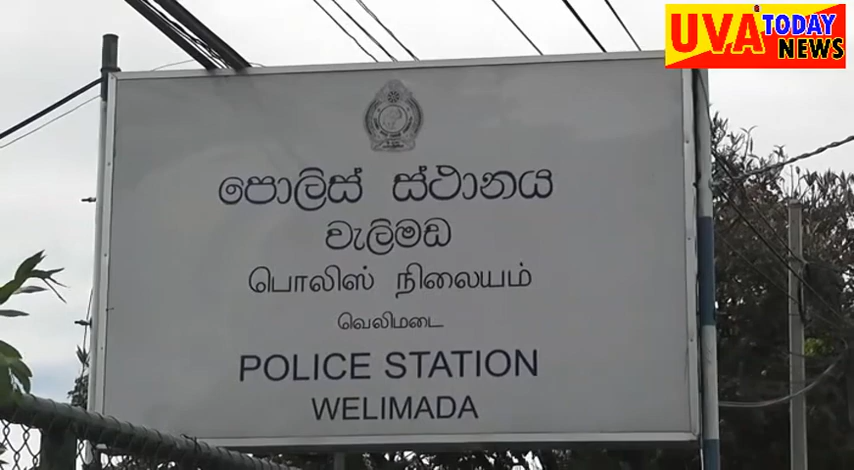 UVA TODAY
NEWS
පොලිස් ස්ථානය
වැලිමඩ
பொலிஸ் நிலையம்
வெலிமடை
POLICE STATION
WELIMADA